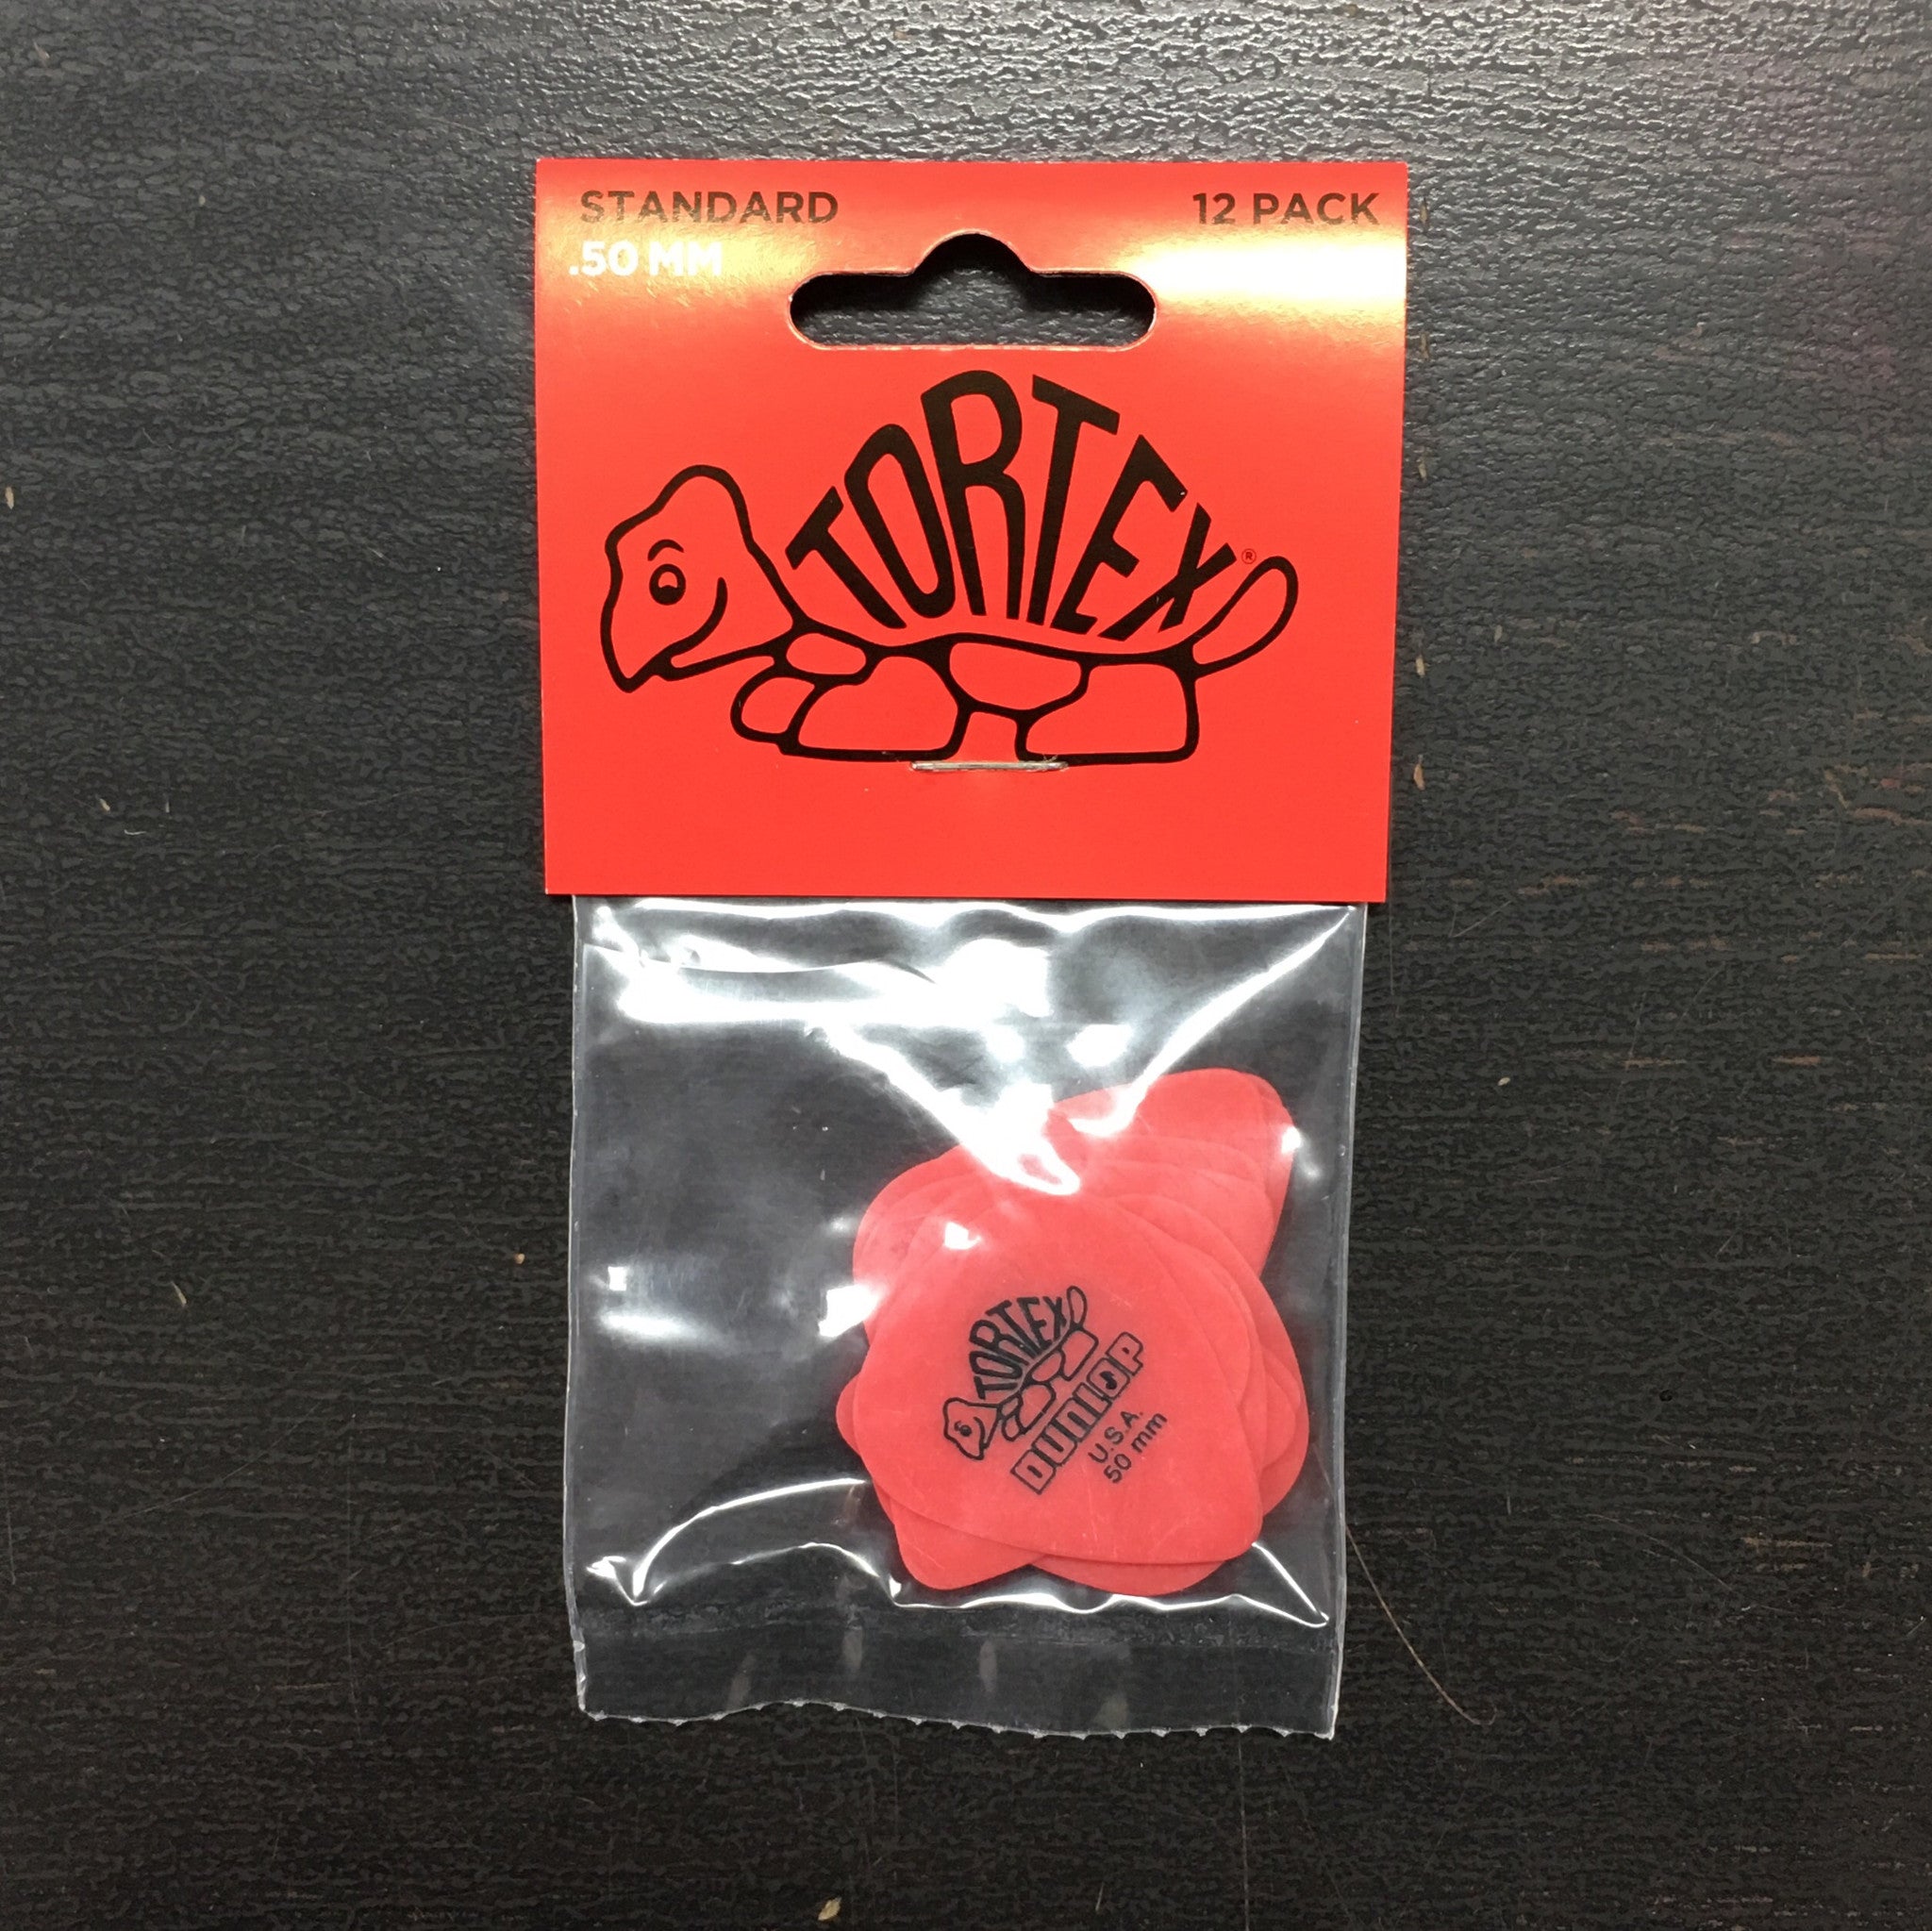 STANDARD
12 PACK
.50 MM
TORTEX®
TORTEX
DUNLOP
U.S.A.
50 mm